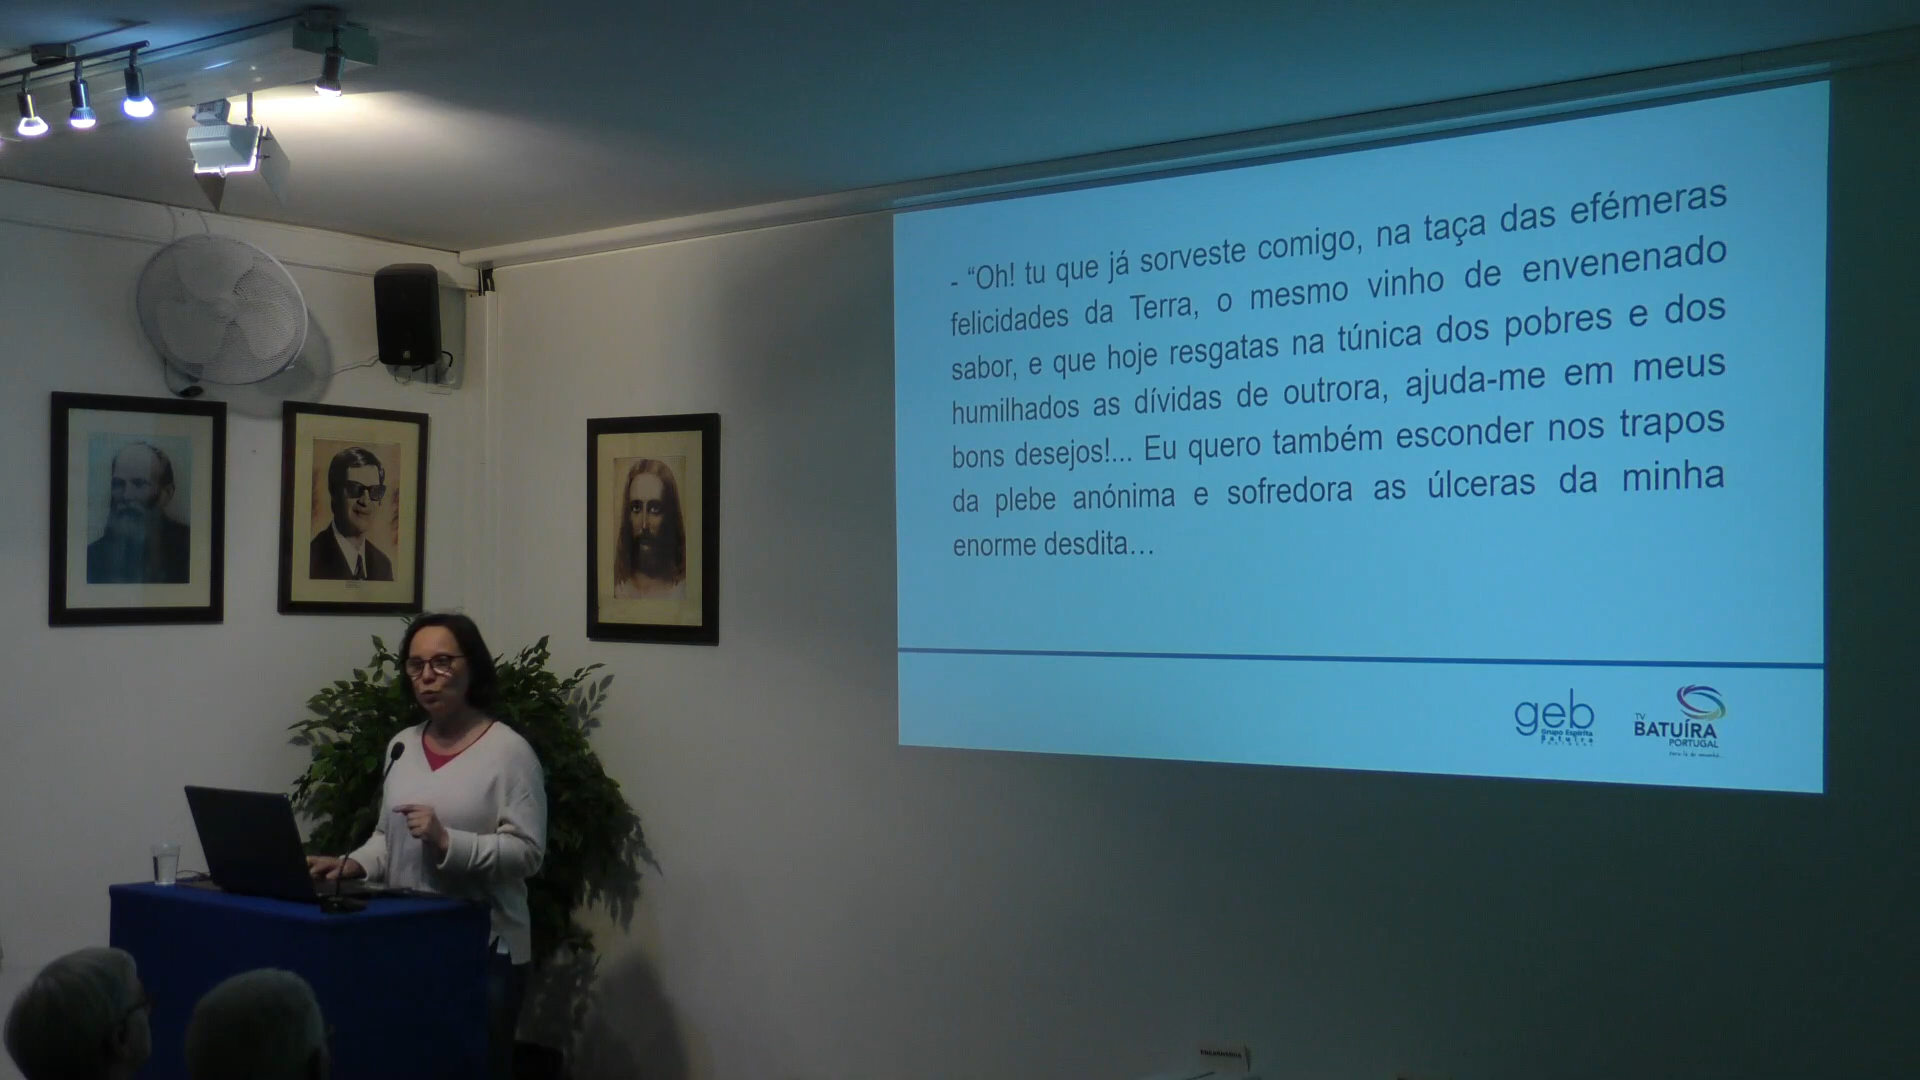 - “Oh! tu que já sorveste comigo, na taça das efémeras
felicidades da Terra, o mesmo vinho de envenenado
sabor, e que hoje resgatas na túnica dos pobres e dos
humilhados as dívidas de outrora, ajuda-me em meus
bons desejos!... Eu quero também esconder nos trapos
da plebe anónima e sofredora as úlceras da minha
enorme desdita…
geb
Grupo Espírita
Batuíra
TV
BATUÍRA
PORTUGAL